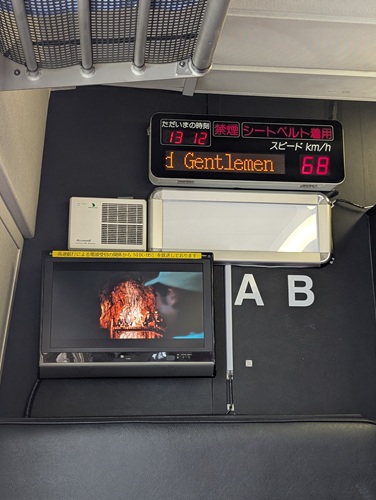 ただいまの時刻
13 12
禁煙
シートベルト着用
スピード km/h
d Gentlemen
68
A B